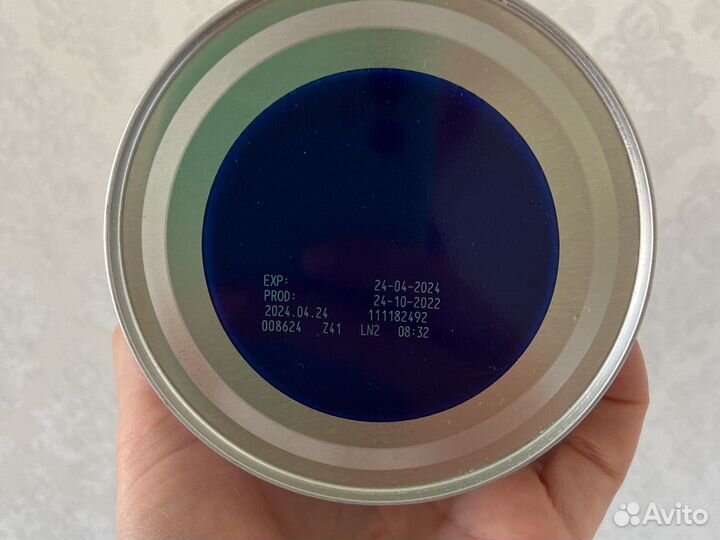 EXP: 24-04-2024
PROD: 24-10-2022
2024.04.24 111182492
008624 Z41 LN2 08:32
Avito